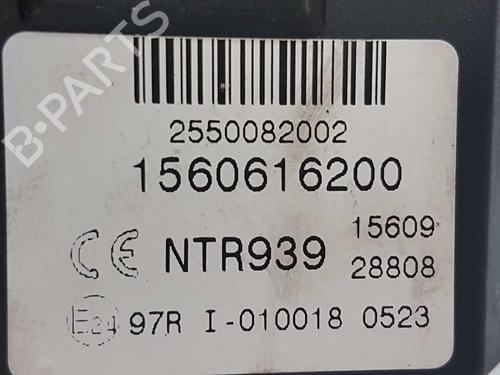 B-PARTS
2550082002
1560616200
CE NTR939 15609
28808
E24 97R I-010018 0523